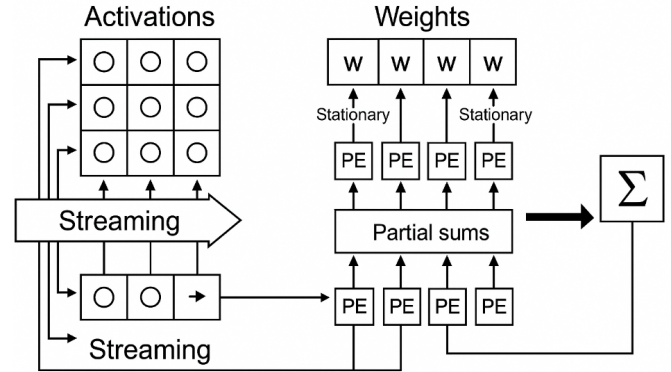 Activations
Weights
W W W W
Stationary Stationary
PE PE PE PE
Streaming
Partial sums
Σ
PE PE PE PE
Streaming